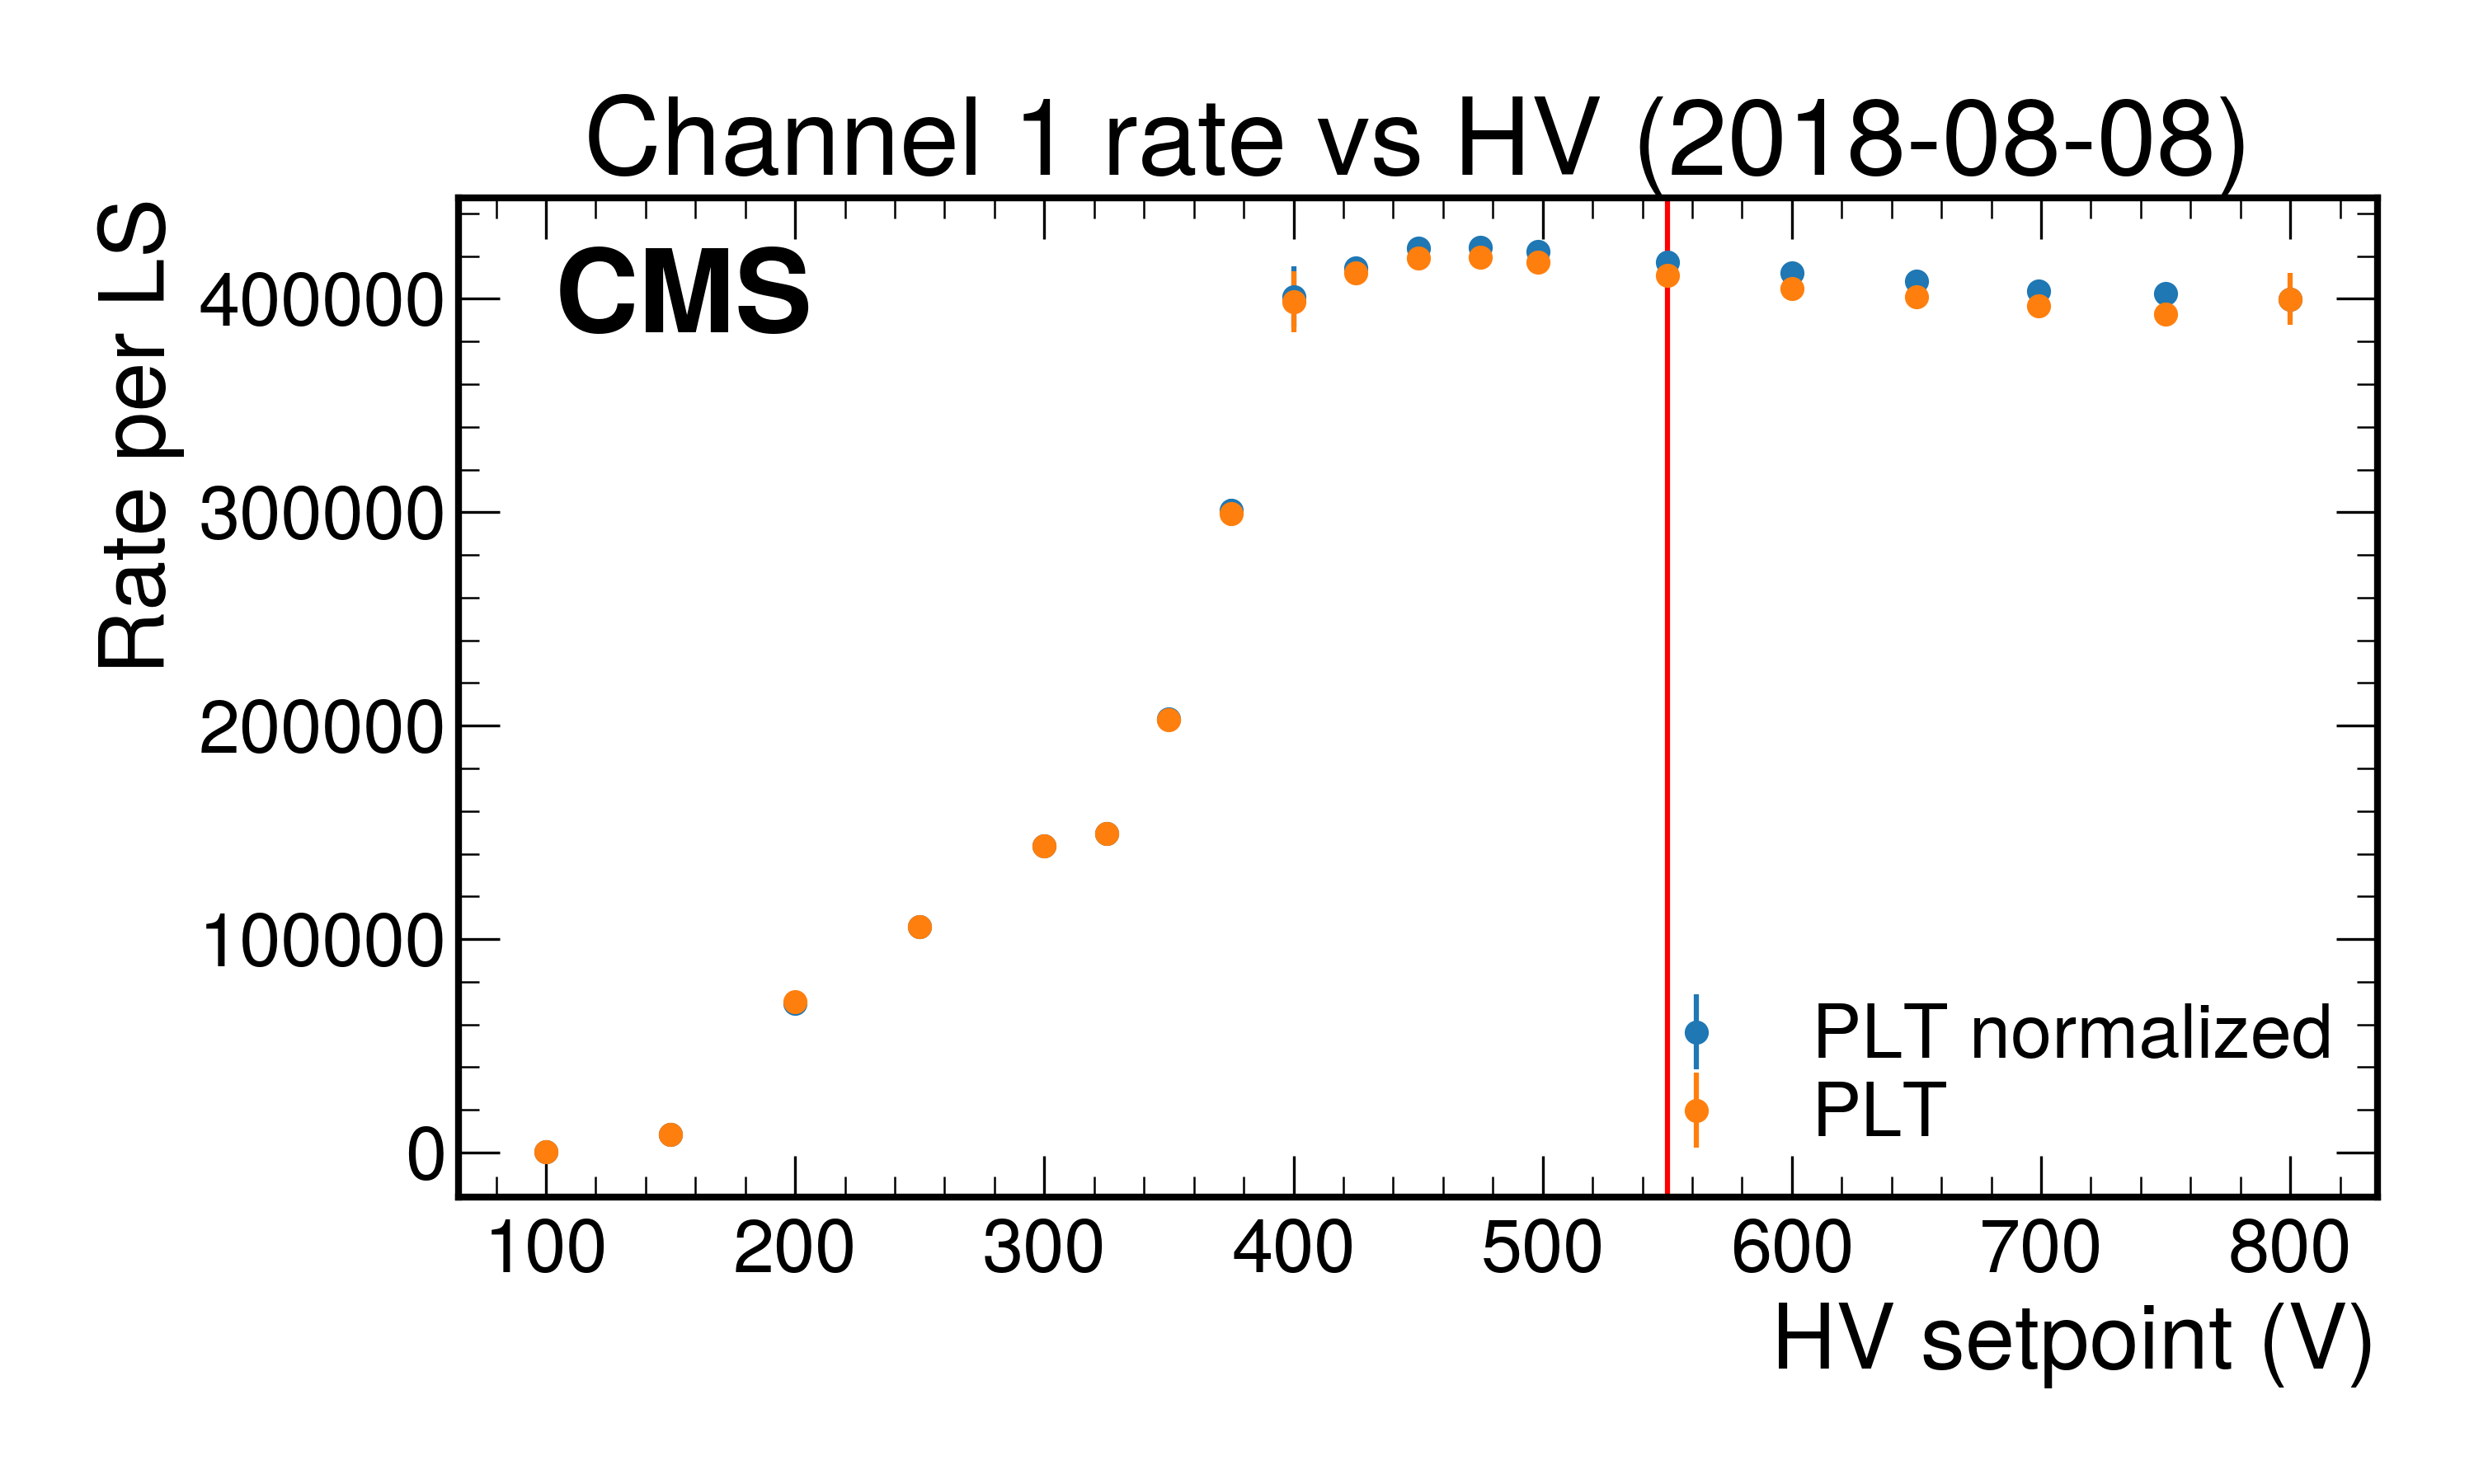 Channel 1 rate vs HV (2018-08-08)
CMS
Rate per LS
400000
300000
200000
100000
0
PLT normalized
PLT
100 200 300 400 500 600 700 800
HV setpoint (V)